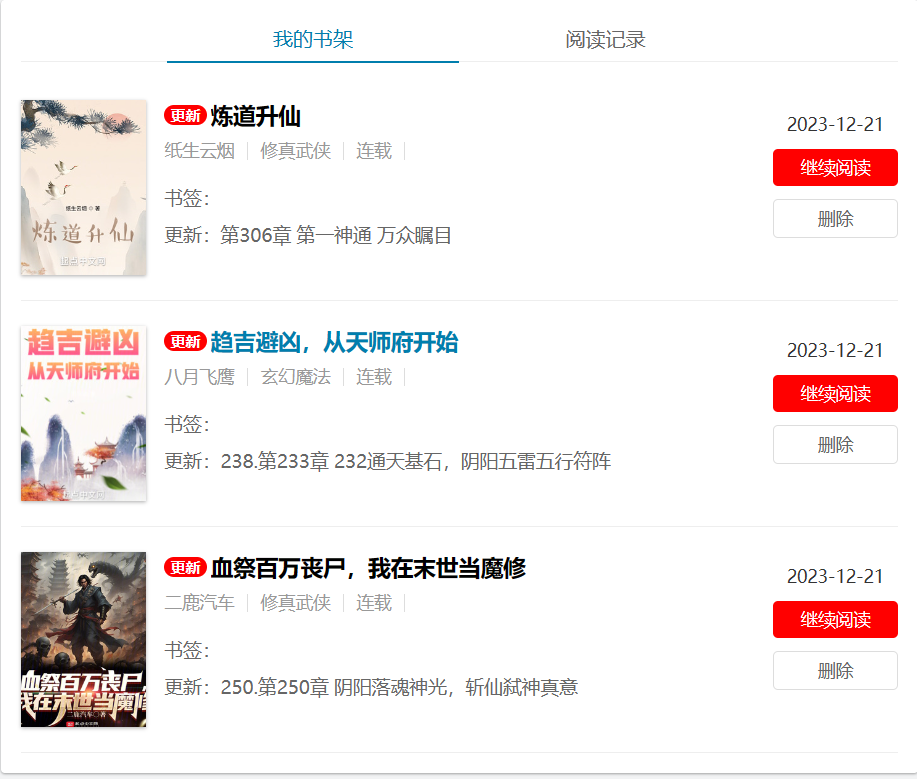 我的书架 阅读记录
纸生云烟 ◎ 著
炼道升仙
起点中文网
更新 炼道升仙
纸生云烟 修真武侠 连载
书签：
更新：第306章 第一神通 万众瞩目
2023-12-21
继续阅读
删除
趋吉避凶
从天师府开始
起点中文网
更新 趋吉避凶，从天师府开始
八月飞鹰 玄幻魔法 连载
书签：
更新：238.第233章 232通天基石，阴阳五雷五行符阵
2023-12-21
继续阅读
删除
血祭百万丧尸，
我在末世当魔修
二鹿汽车◎著
更新 血祭百万丧尸，我在末世当魔修
二鹿汽车 修真武侠 连载
书签：
更新：250.第250章 阴阳落魂神光，斩仙弑神真意
2023-12-21
继续阅读
删除